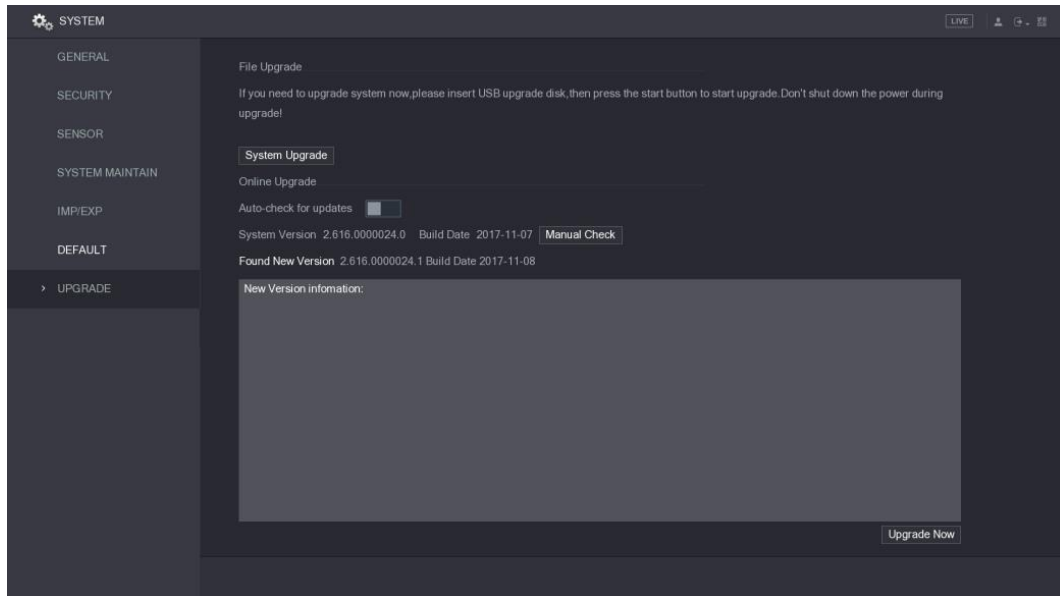 SYSTEM
LIVE
GENERAL
SECURITY
SENSOR
SYSTEM MAINTAIN
IMP/EXP
DEFAULT
> UPGRADE
File Upgrade
If you need to upgrade system now,please insert USB upgrade disk,then press the start button to start upgrade.Don't shut down the power during
upgrade!
System Upgrade
Online Upgrade
Auto-check for updates
System Version 2.616.0000024.0 Build Date 2017-11-07 Manual Check
Found New Version 2.616.0000024.1 Build Date 2017-11-08
New Version infomation:
Upgrade Now